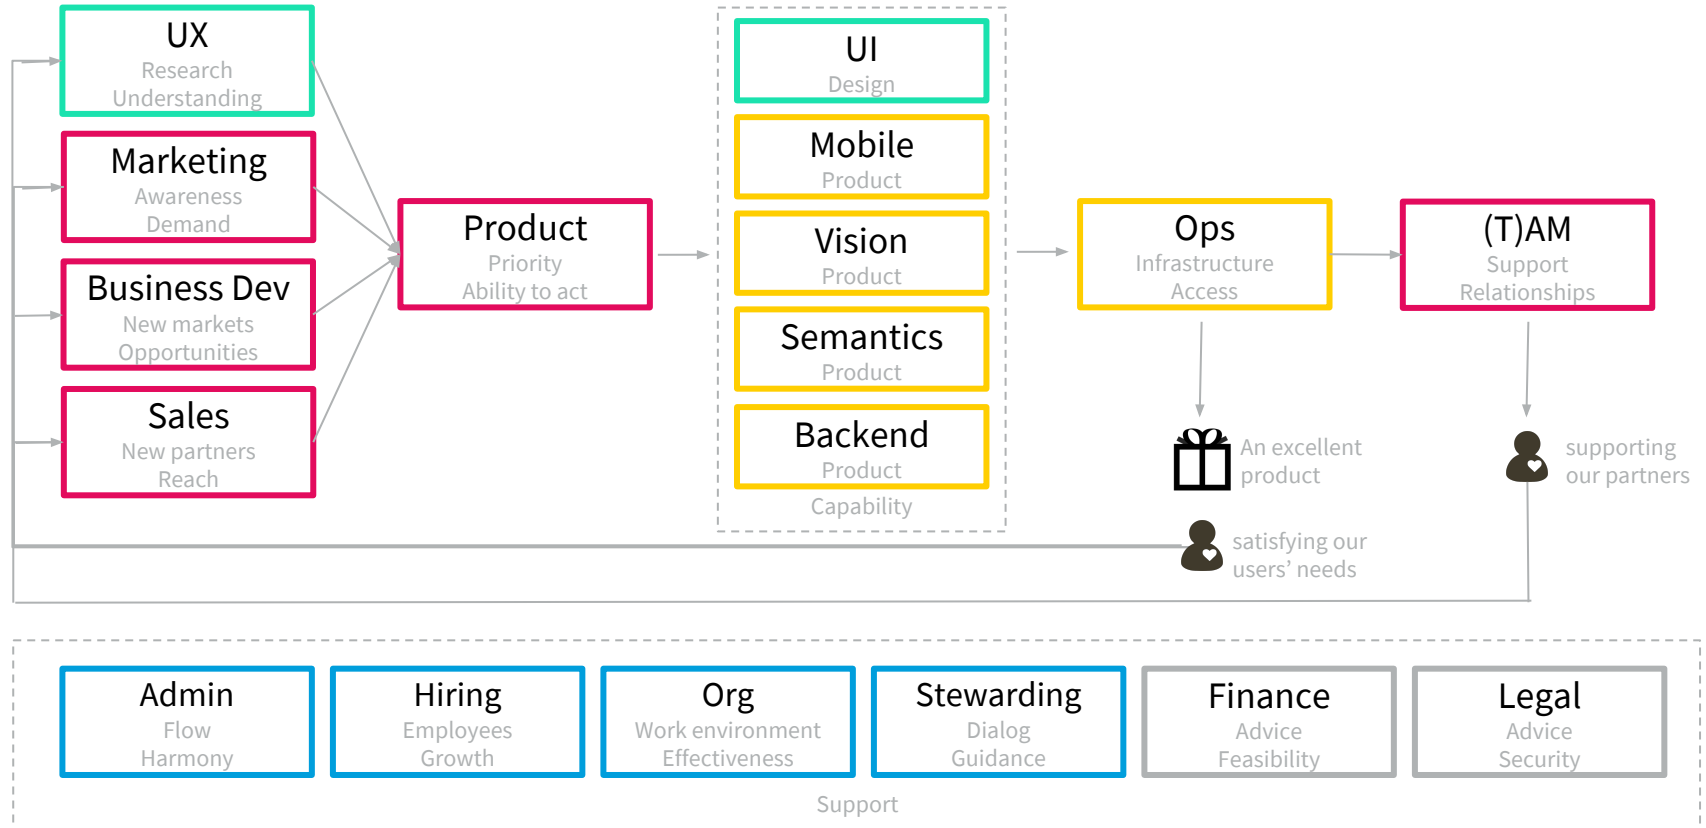 UX
Research
Understanding
Marketing
Awareness
Demand
Business Dev
New markets
Opportunities
Sales
New partners
Reach
Product
Priority
Ability to act
UI
Design
Mobile
Product
Vision
Product
Semantics
Product
Backend
Product
Capability
Ops
Infrastructure
Access
(T)AM
Support
Relationships
An excellent
product
supporting
our partners
satisfying our
users’ needs
Admin
Flow
Harmony
Hiring
Employees
Growth
Org
Work environment
Effectiveness
Stewarding
Dialog
Guidance
Finance
Advice
Feasibility
Legal
Advice
Security
Support